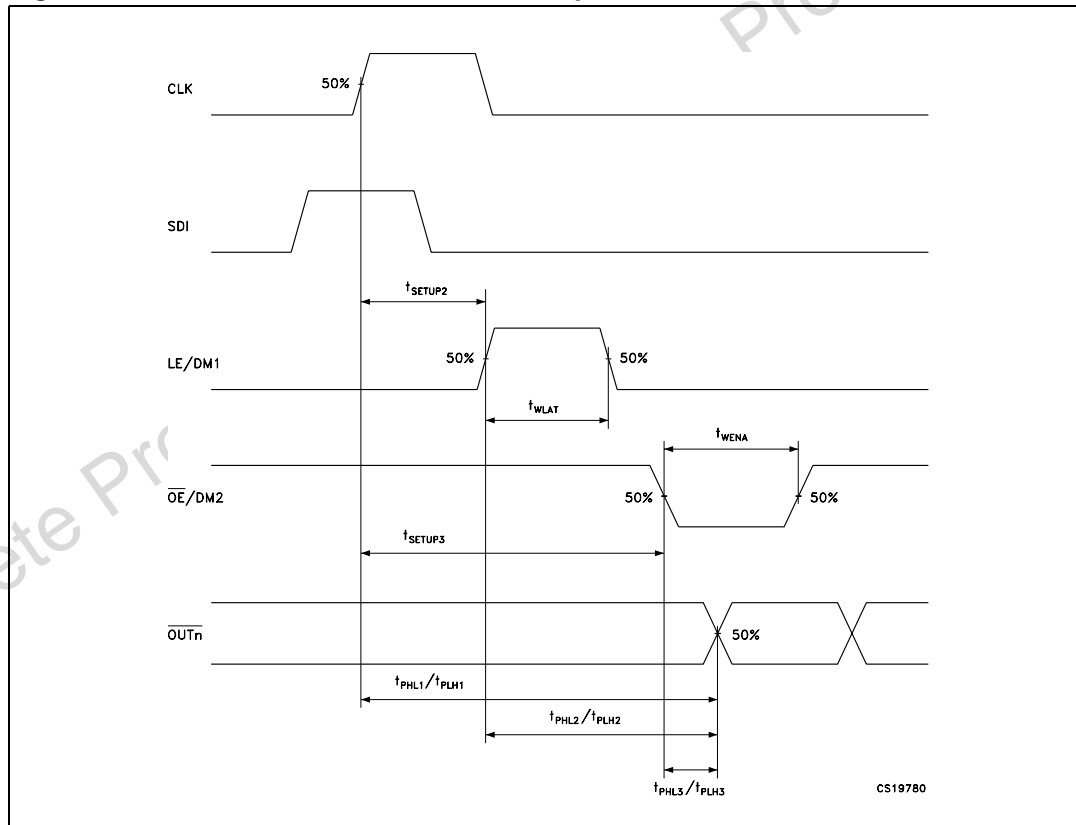 CLK
50%
SDI
tSETUP2
LE/DM1
50%
50%
tWLAT
tWENA
OE/DM2
50%
50%
tSETUP3
OUTn
50%
tPHL1/tPLH1
tPHL2/tPLH2
tPHL3/tPLH3
CS19780